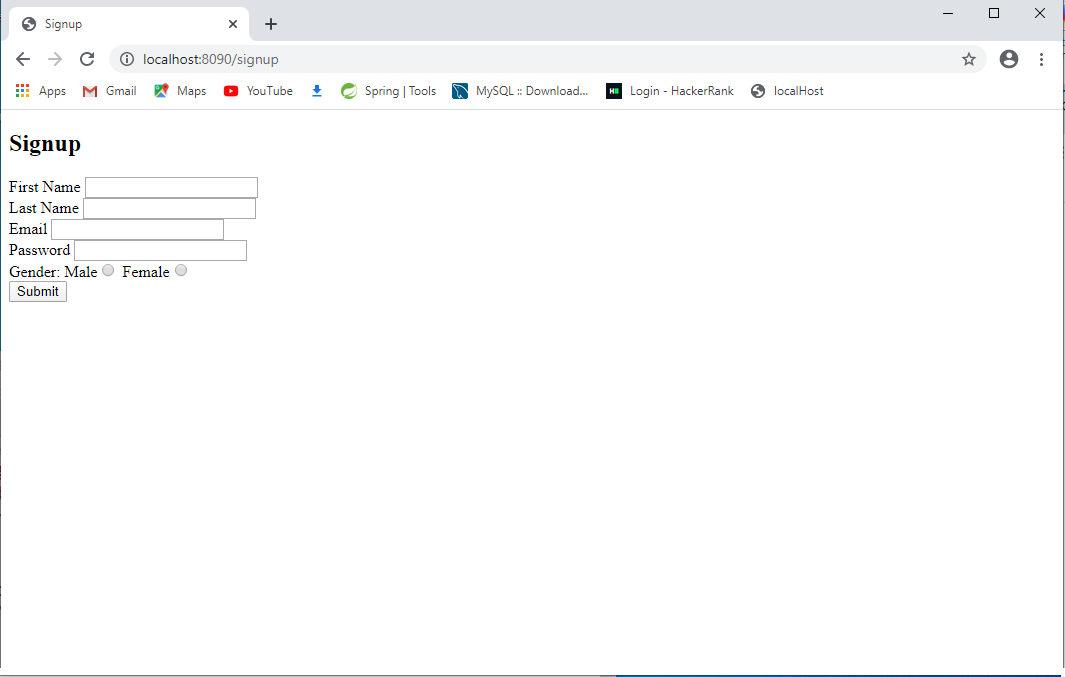 Signup
localhost:8090/signup
Apps Gmail Maps YouTube Spring | Tools MySQL :: Download... HB Login - HackerRank localHost
Signup
First Name
Last Name
Email
Password
Gender: Male Female
Submit